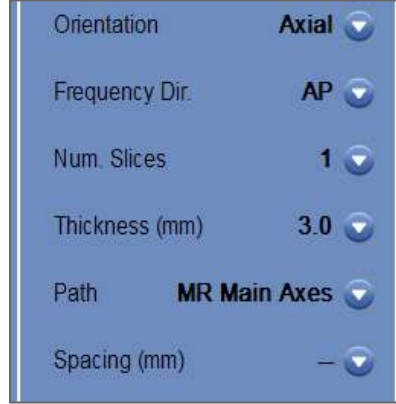 Orientation Axial
Frequency Dir. AP
Num. Slices 1
Thickness (mm) 3.0
Path MR Main Axes
Spacing (mm) –